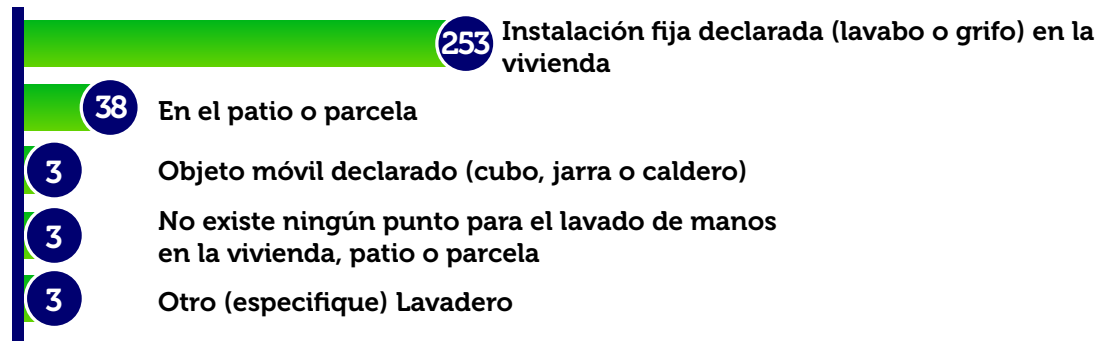 253 Instalación fija declarada (lavabo o grifo) en la
vivienda
38 En el patio o parcela
3 Objeto móvil declarado (cubo, jarra o caldero)
3 No existe ningún punto para el lavado de manos
en la vivienda, patio o parcela
3 Otro (especifique) Lavadero